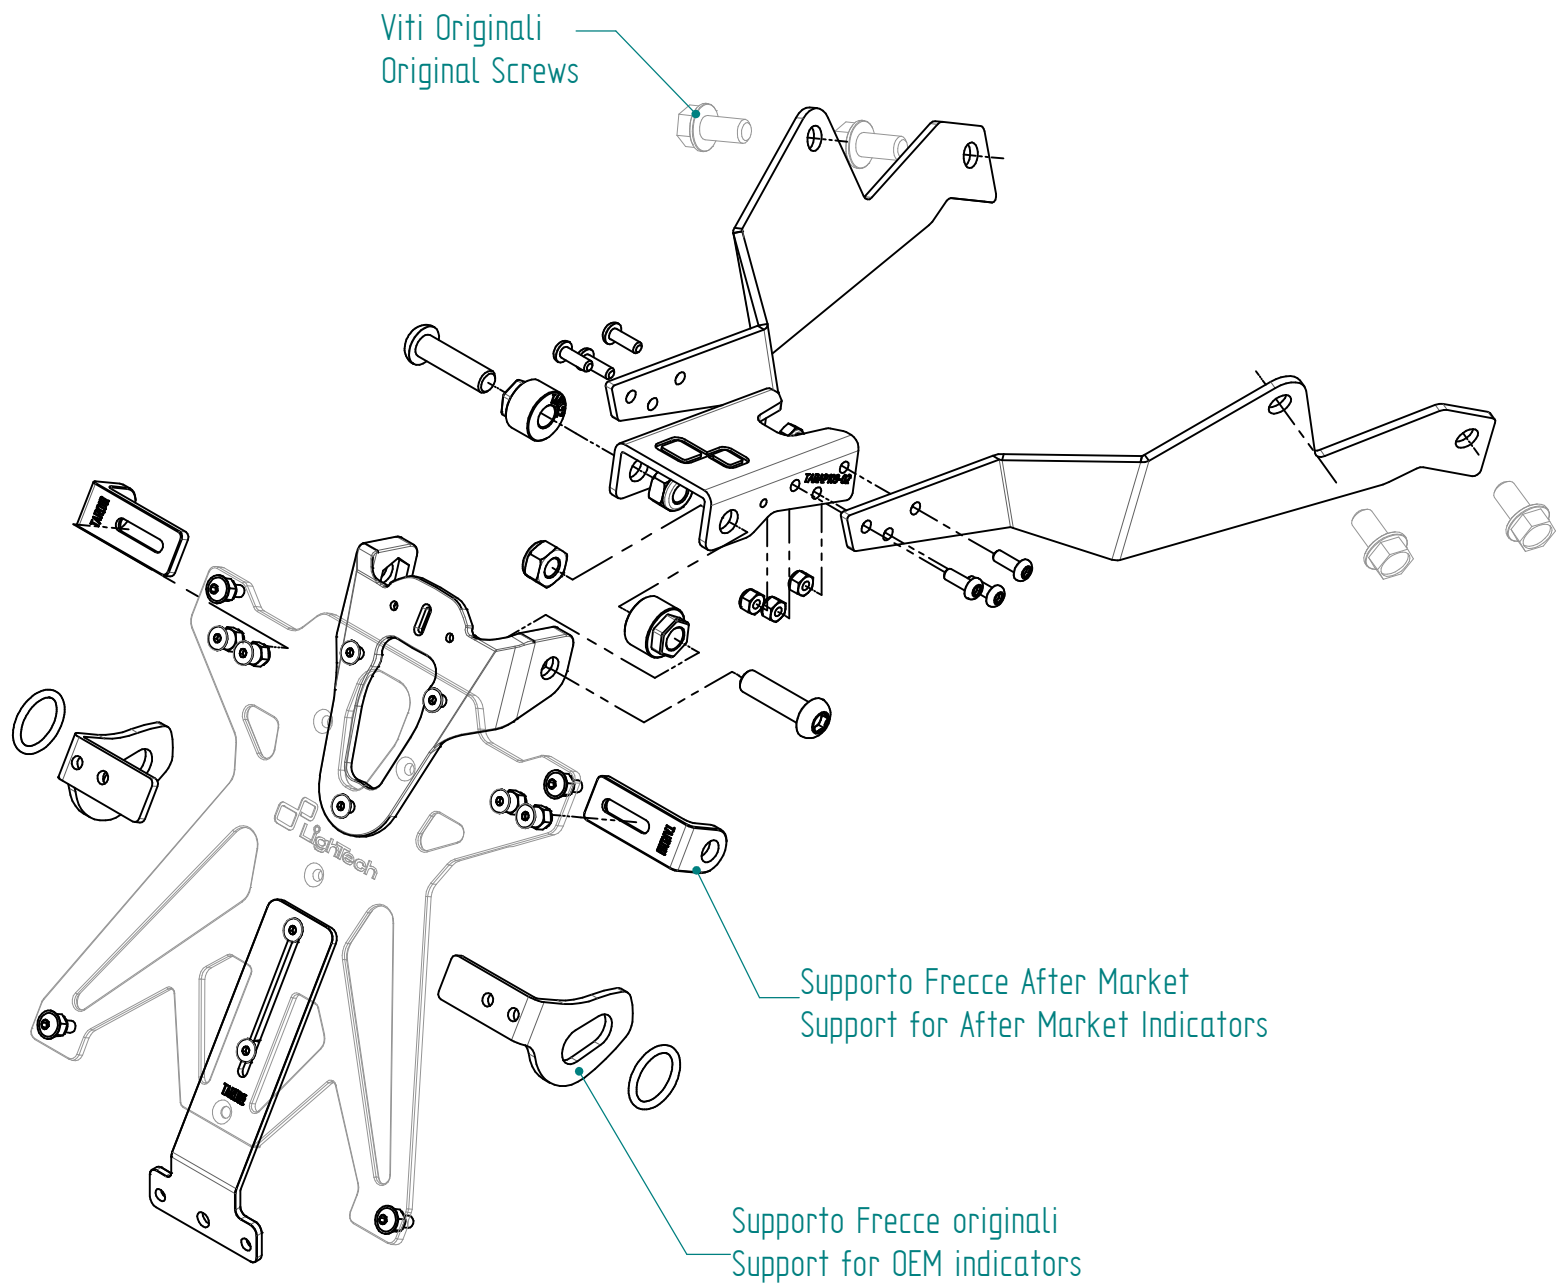 Viti Originali
Original Screws
LighTech
Supporto Frecce After Market
Support for After Market Indicators
Supporto Frecce originali
Support for OEM indicators